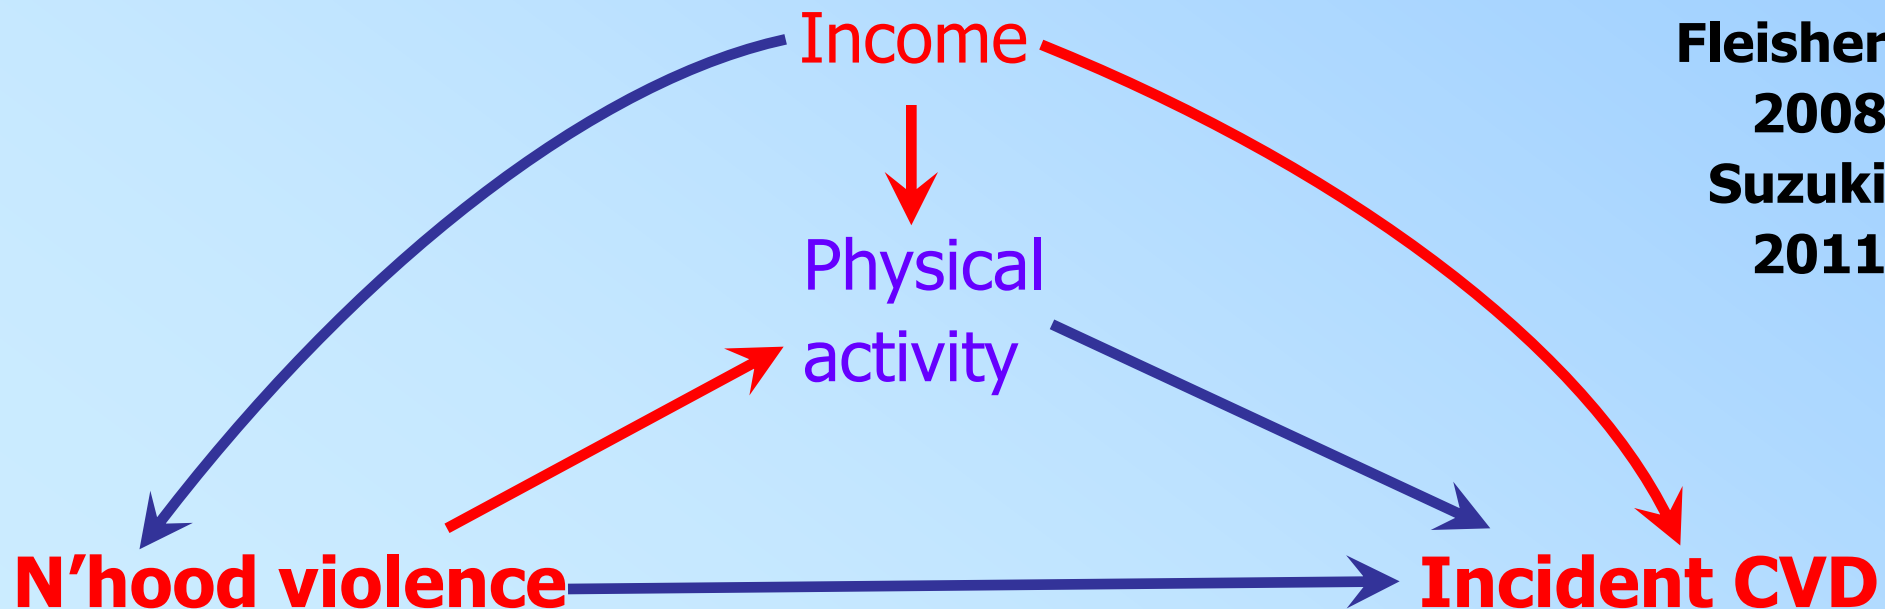 Income
Fleisher
2008
Suzuki
2011
Physical
activity
N’hood violence
Incident CVD